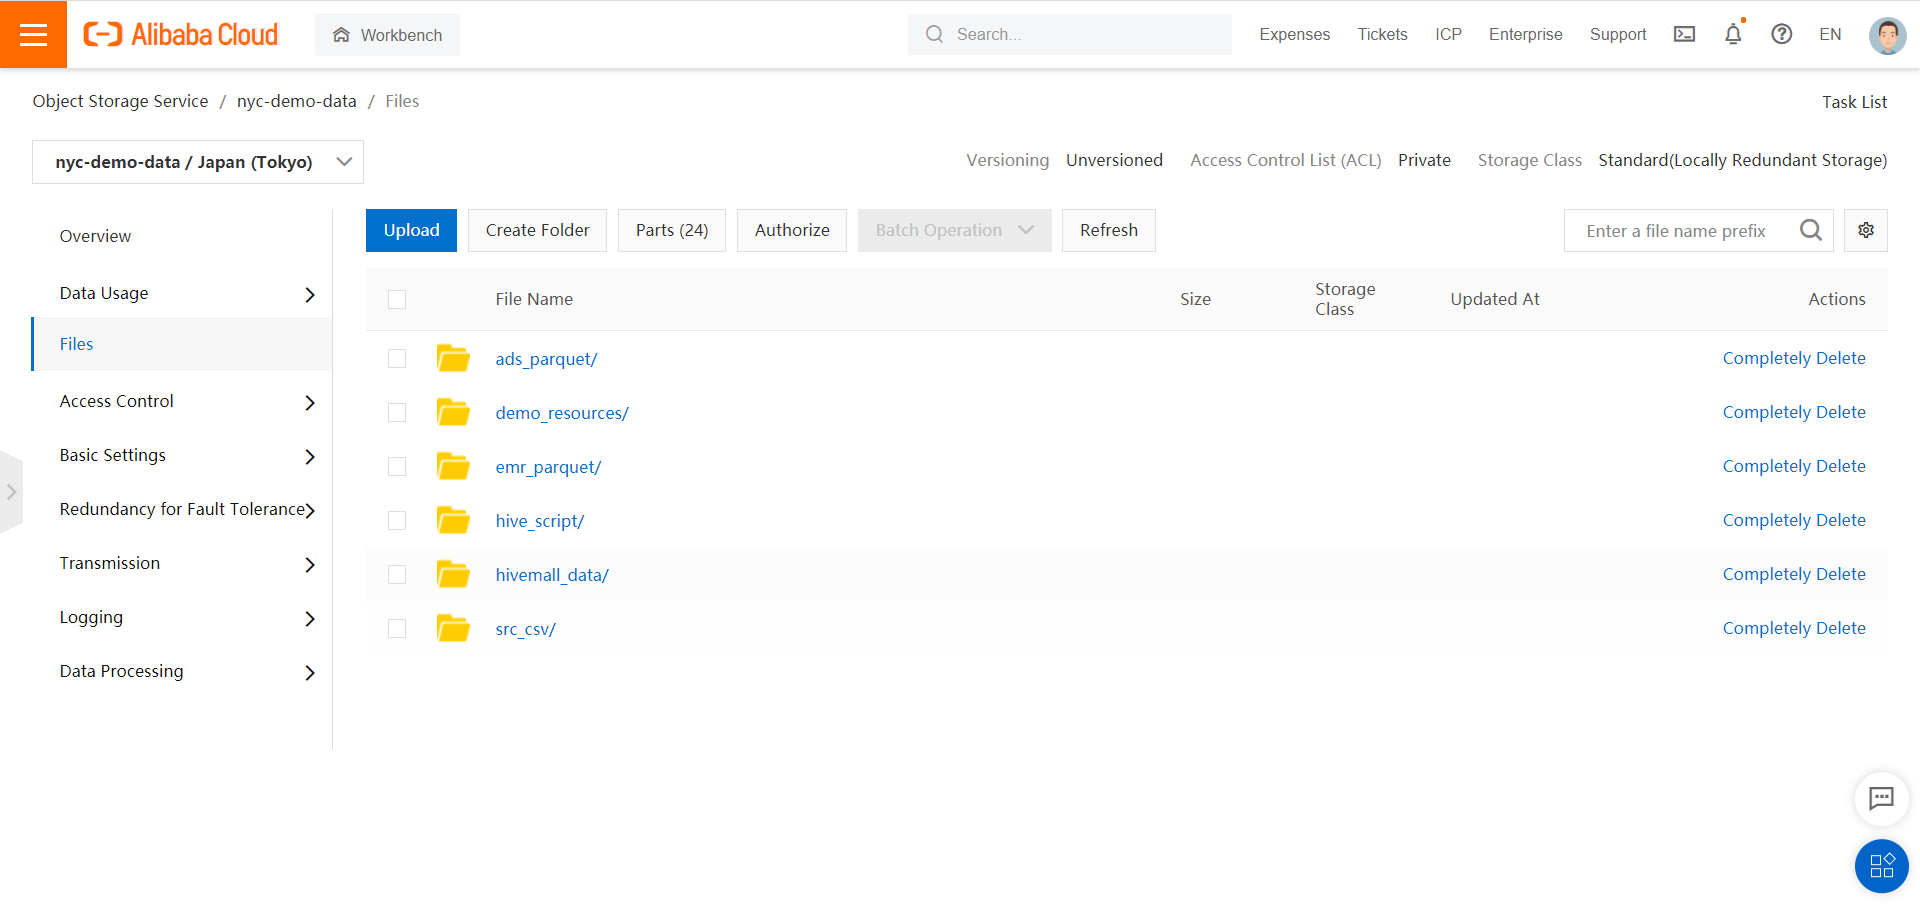 Alibaba Cloud
Workbench
Search...
Expenses
Tickets
ICP
Enterprise
Support
EN
Object Storage Service / nyc-demo-data / Files
Task List
nyc-demo-data / Japan (Tokyo)
Versioning Unversioned
Access Control List (ACL) Private
Storage Class Standard(Locally Redundant Storage)
Overview
Data Usage
Files
Access Control
Basic Settings
Redundancy for Fault Tolerance
Transmission
Logging
Data Processing
Upload
Create Folder
Parts (24)
Authorize
Batch Operation
Refresh
Enter a file name prefix
File Name
Size
Storage
Class
Updated At
Actions
ads_parquet/
Completely Delete
demo_resources/
Completely Delete
emr_parquet/
Completely Delete
hive_script/
Completely Delete
hivemall_data/
Completely Delete
src_csv/
Completely Delete